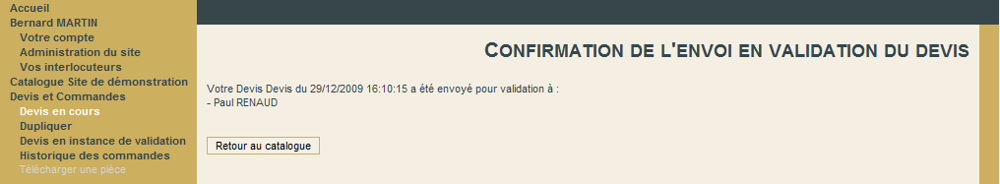 Accueil
Bernard MARTIN
Votre compte
Administration du site
Vos interlocuteurs
Catalogue Site de démonstration
Devis et Commandes
Devis en cours
Dupliquer
Devis en instance de validation
Historique des commandes
Télécharger une pièce
CONFIRMATION DE L'ENVOI EN VALIDATION DU DEVIS
Votre Devis Devis du 29/12/2009 16:10:15 a été envoyé pour validation à :
- Paul RENAUD
Retour au catalogue